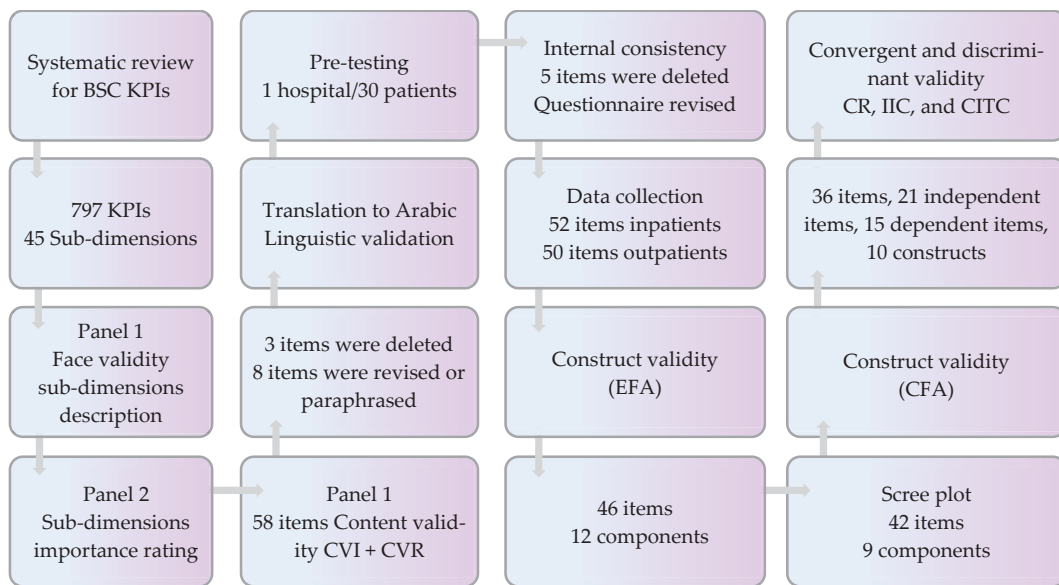 Systematic review
for BSC KPIs
797 KPIs
45 Sub-dimensions
Panel 1
Face validity
sub-dimensions
description
Panel 2
Sub-dimensions
importance rating
Panel 1
58 items Content valid-
ity CVI + CVR
3 items were deleted
8 items were revised or
paraphrased
Translation to Arabic
Linguistic validation
Pre-testing
1 hospital/30 patients
Internal consistency
5 items were deleted
Questionnaire revised
Data collection
52 items inpatients
50 items outpatients
Construct validity
(EFA)
46 items
12 components
Scree plot
42 items
9 components
Construct validity
(CFA)
36 items, 21 independent
items, 15 dependent items,
10 constructs
Convergent and discrimi-
nant validity
CR, IIC, and CITC